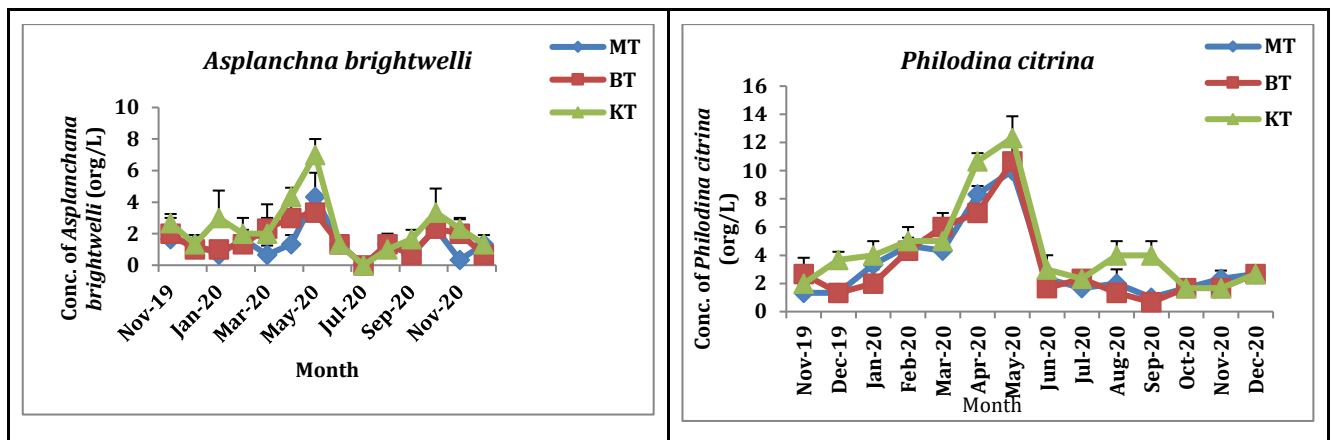 Asplanchna brightwelli
MT
BT
KT
Conc. of Asplanchana
brightwelli (org/L)
10
8
6
4
2
0
Nov-19
Jan-20
Mar-20
May-20
Jul-20
Sep-20
Nov-20
Month
Philodina citrina
MT
BT
KT
Conc. of Philodina citrina
(org/L)
16
14
12
10
8
6
4
2
0
Nov-19
Dec-19
Jan-20
Feb-20
Mar-20
Apr-20
May-20
Jun-20
Jul-20
Aug-20
Sep-20
Oct-20
Nov-20
Dec-20
Month